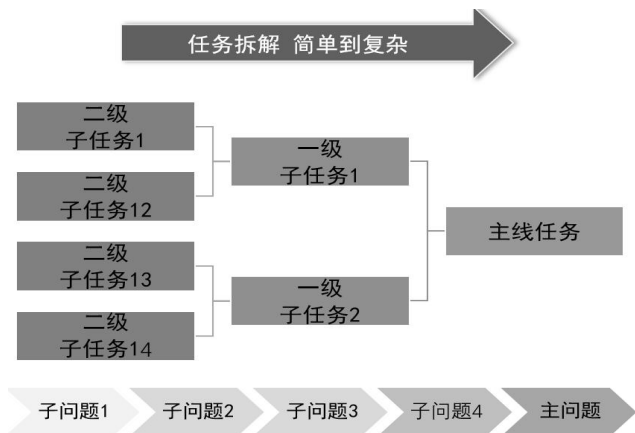 任务拆解 简单到复杂
二级
子任务1
二级
子任务12
二级
子任务13
二级
子任务14
一级
子任务1
一级
子任务2
主线任务
子问题1
子问题2
子问题3
子问题4
主问题